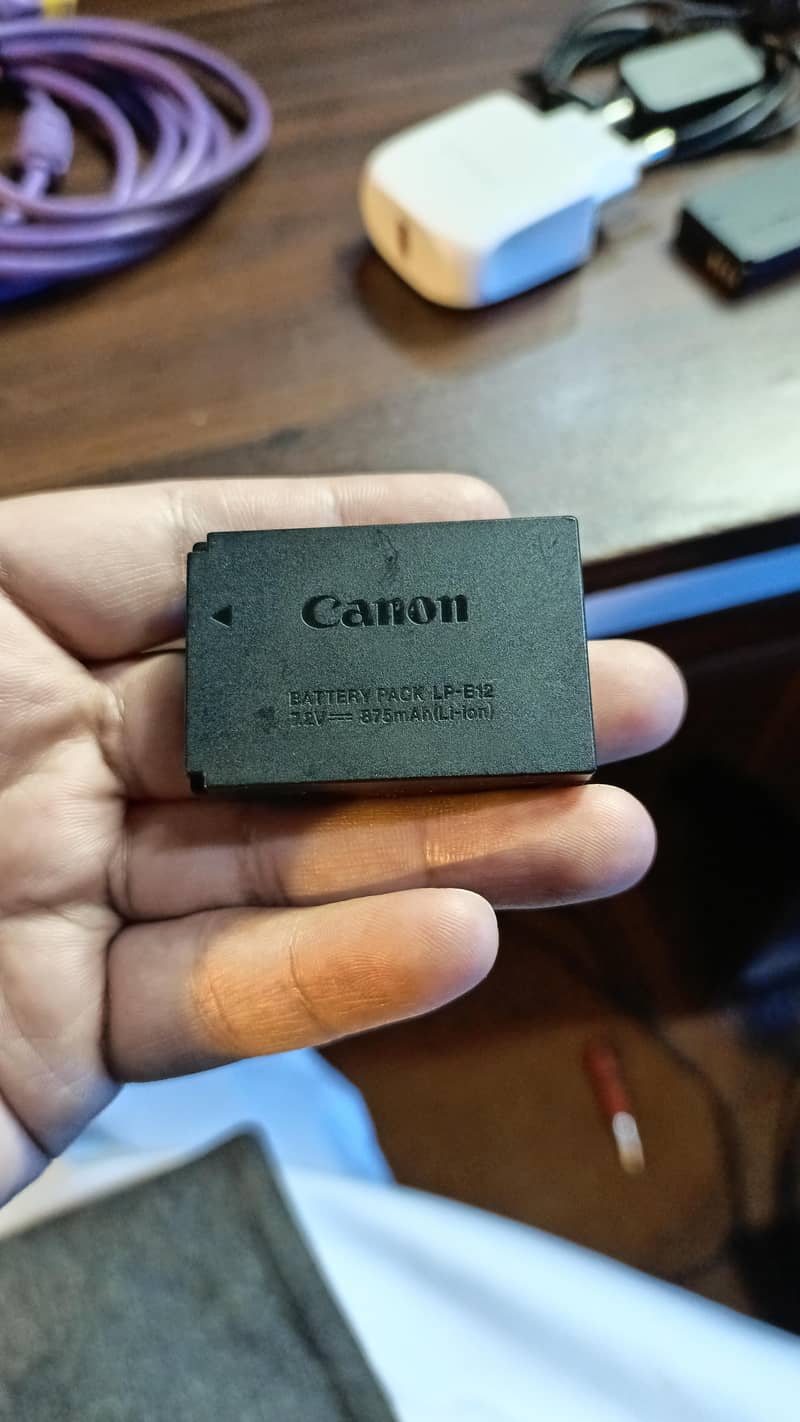 Canon
BATTERY PACK LP-E12
7.2V⎓ 875mAh(Li-ion)